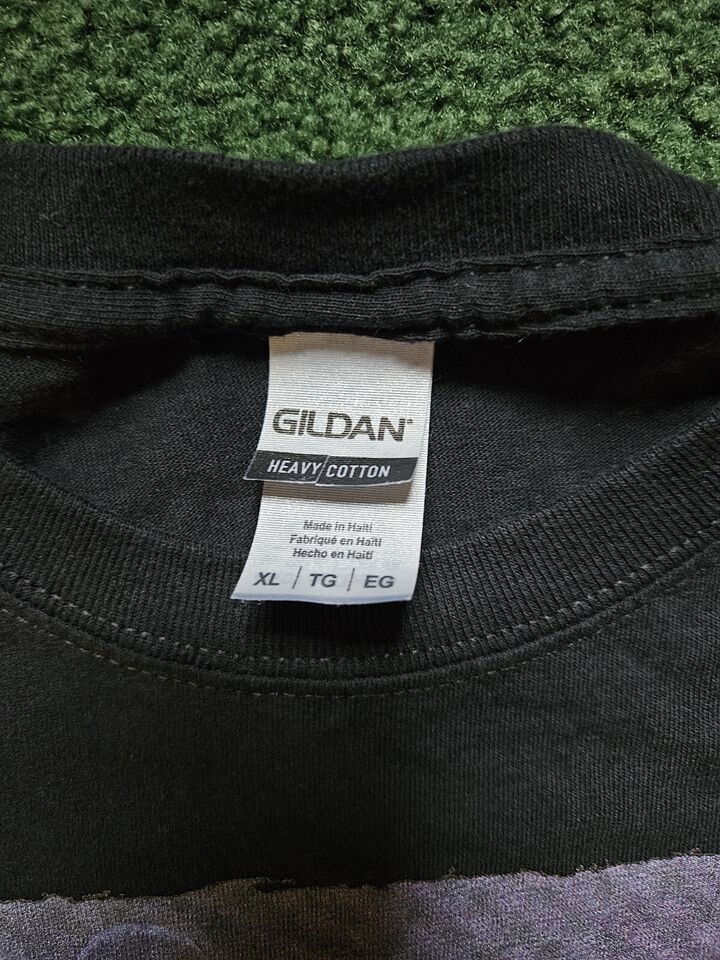 GILDAN®
HEAVY/COTTON
Made in Haiti
Fabriqué en Haïti
Hecho en Haití
XL / TG / EG